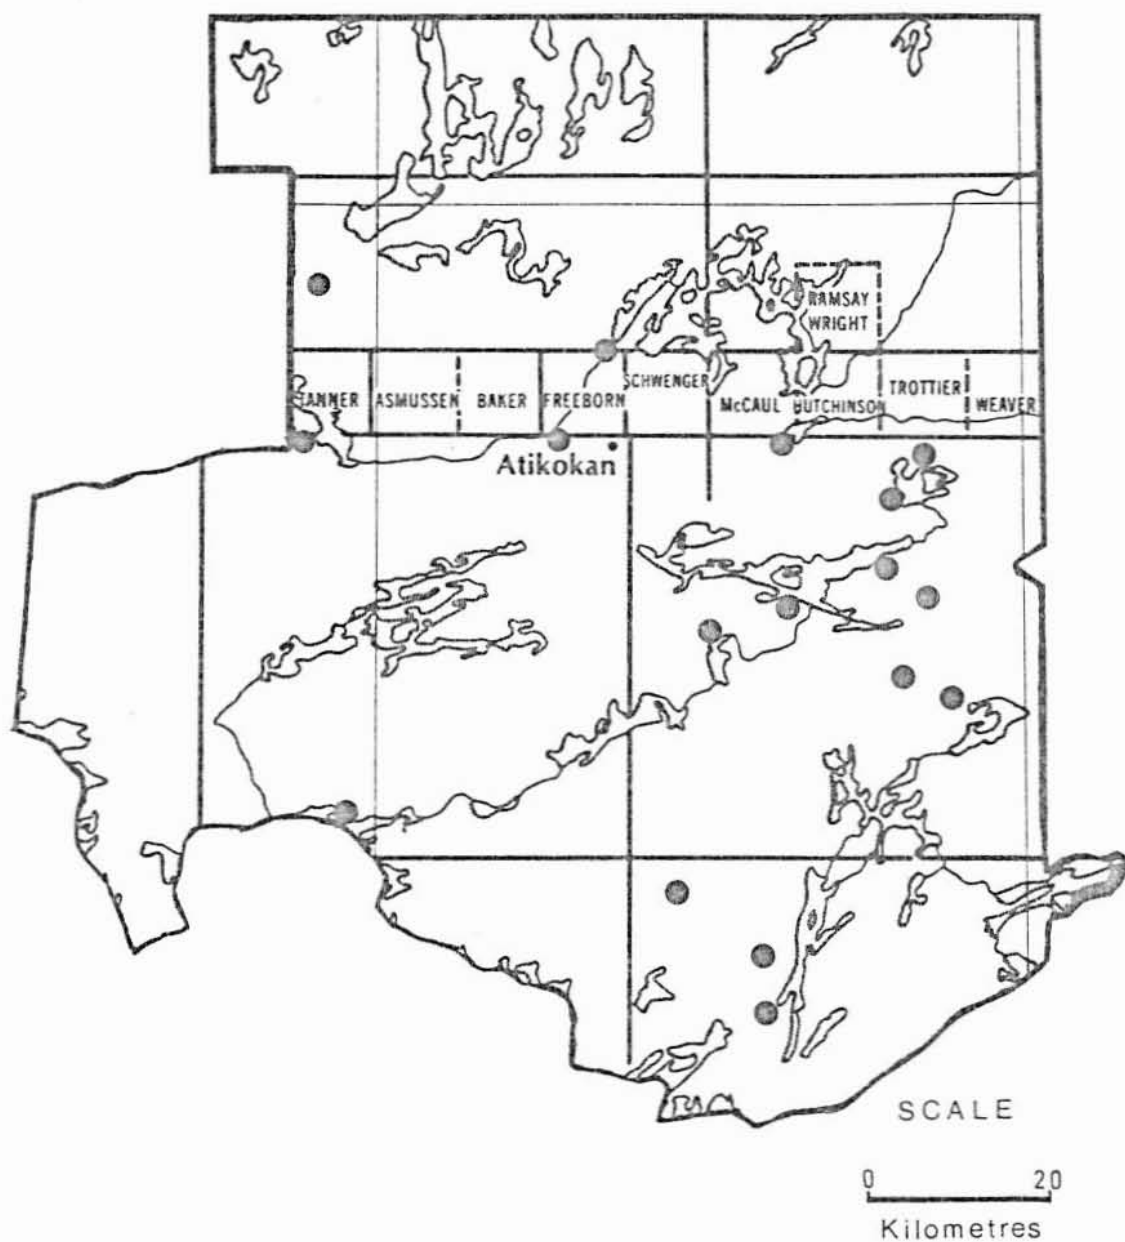 RAMSAY
WRIGHT
TANNER
ASMUSSEN
BAKER
FREEBORN
SCHWENGER
McCAUL
HUTCHINSON
TROTTIER
WEAVER
Atikokan
SCALE
0 20
Kilometres